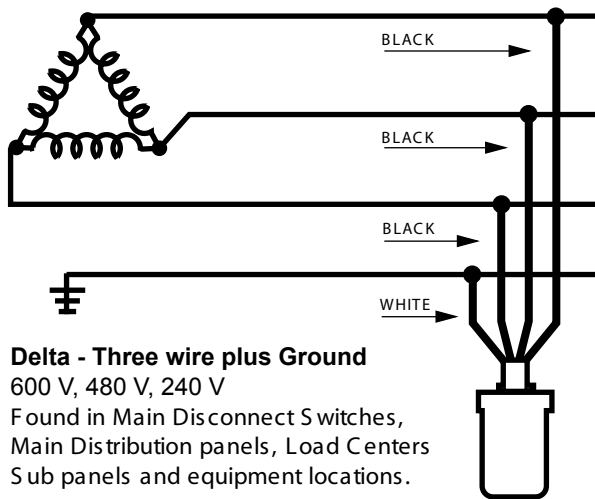 BLACK
BLACK
BLACK
WHITE
Delta - Three wire plus Ground
600 V, 480 V, 240 V
Found in Main Disconnect Switches,
Main Distribution panels, Load Centers
Sub panels and equipment locations.